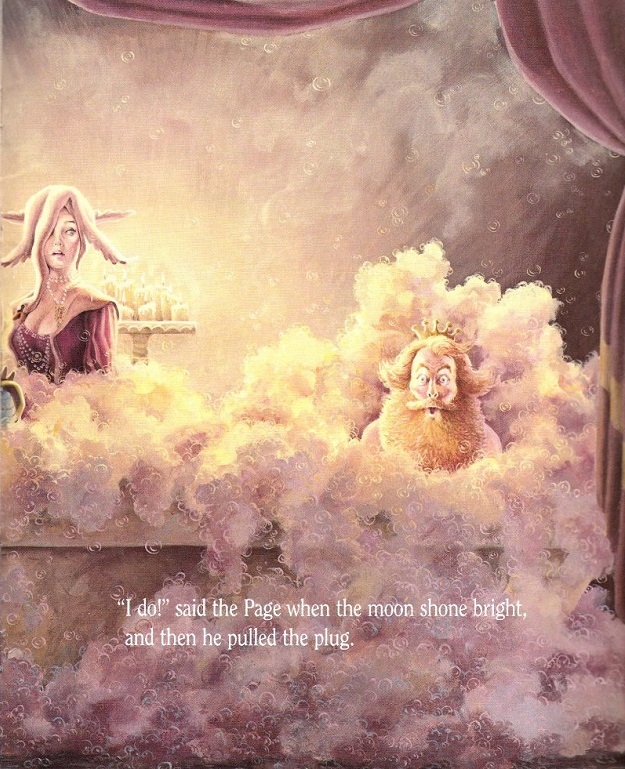 “I do!” said the Page when the moon shone bright,
and then he pulled the plug.